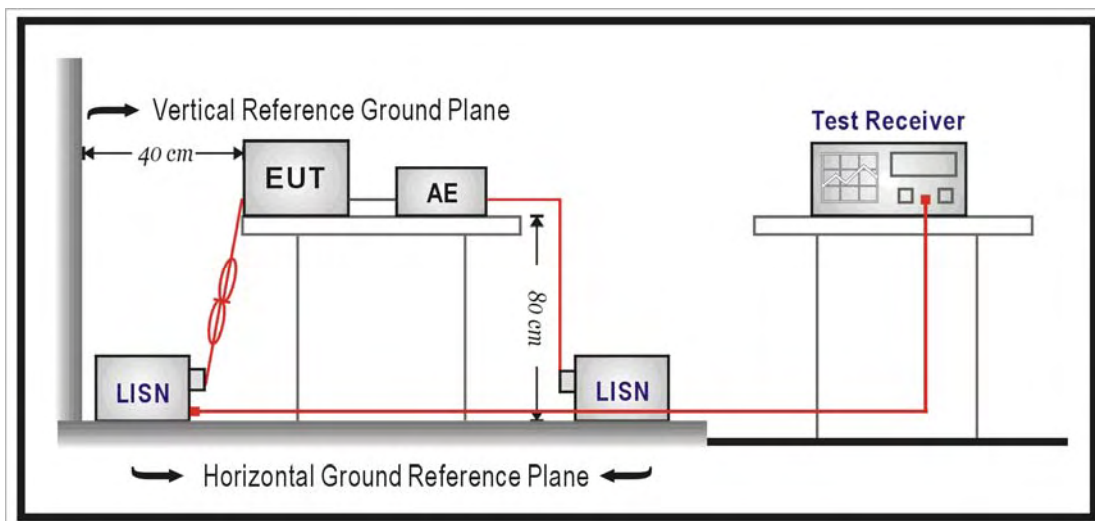 Vertical Reference Ground Plane
Test Receiver
40 cm
EUT
AE
80 cm
LISN
LISN
Horizontal Ground Reference Plane